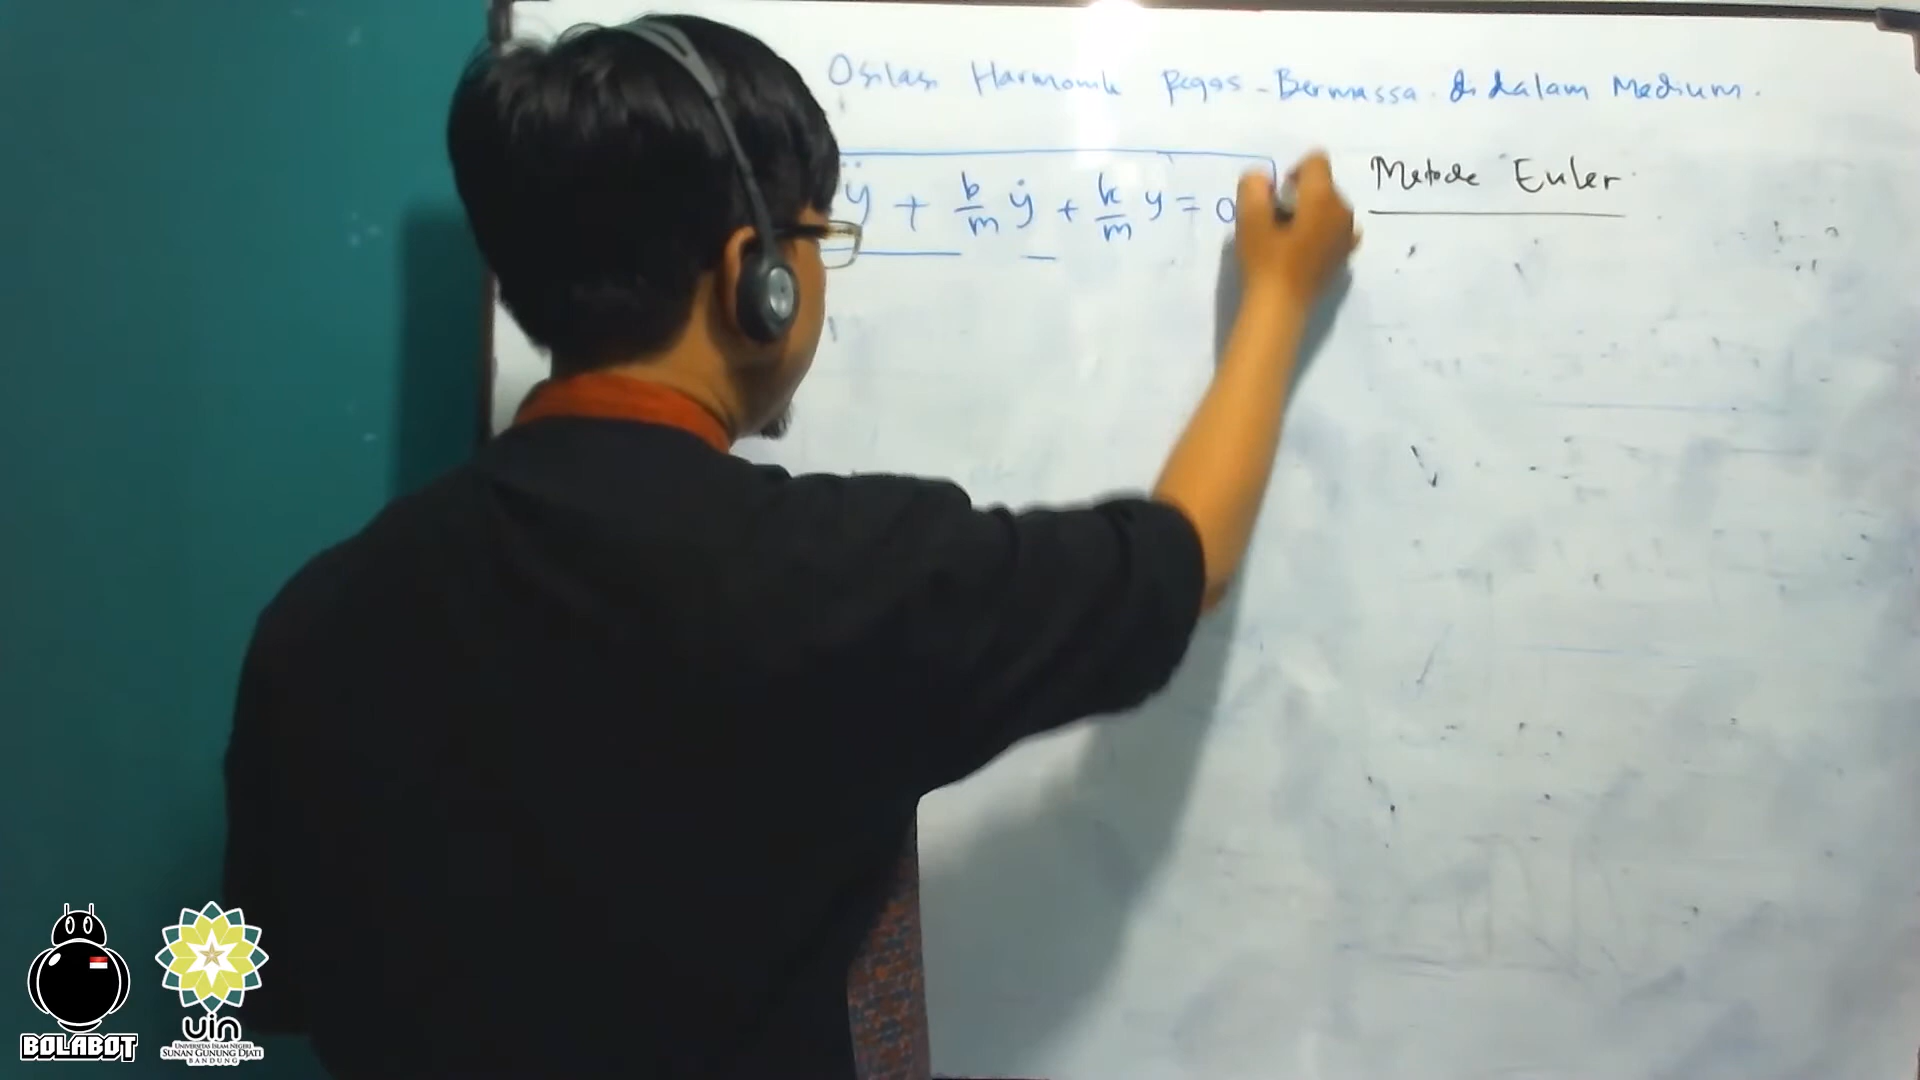 Osilasi Harmonik Pegas-Bermassa di dalam Medium.
ÿ + b/m ẏ + k/m y = 0
Metode Euler
BOLABOT
uin
UNIVERSITAS ISLAM NEGERI
SUNAN GUNUNG DJATI
BANDUNG